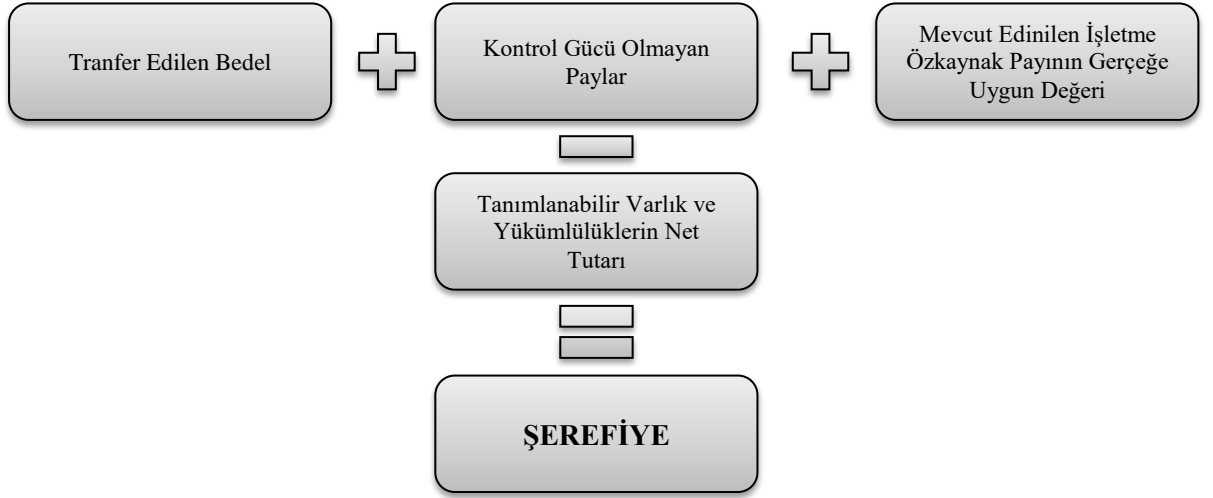 Tranfer Edilen Bedel
Kontrol Gücü Olmayan
Paylar
Mevcut Edinilen İşletme
Özkaynak Payının Gerçeğe
Uygun Değeri
Tanımlanabilir Varlık ve
Yükümlülüklerin Net
Tutarı
ŞEREFİYE